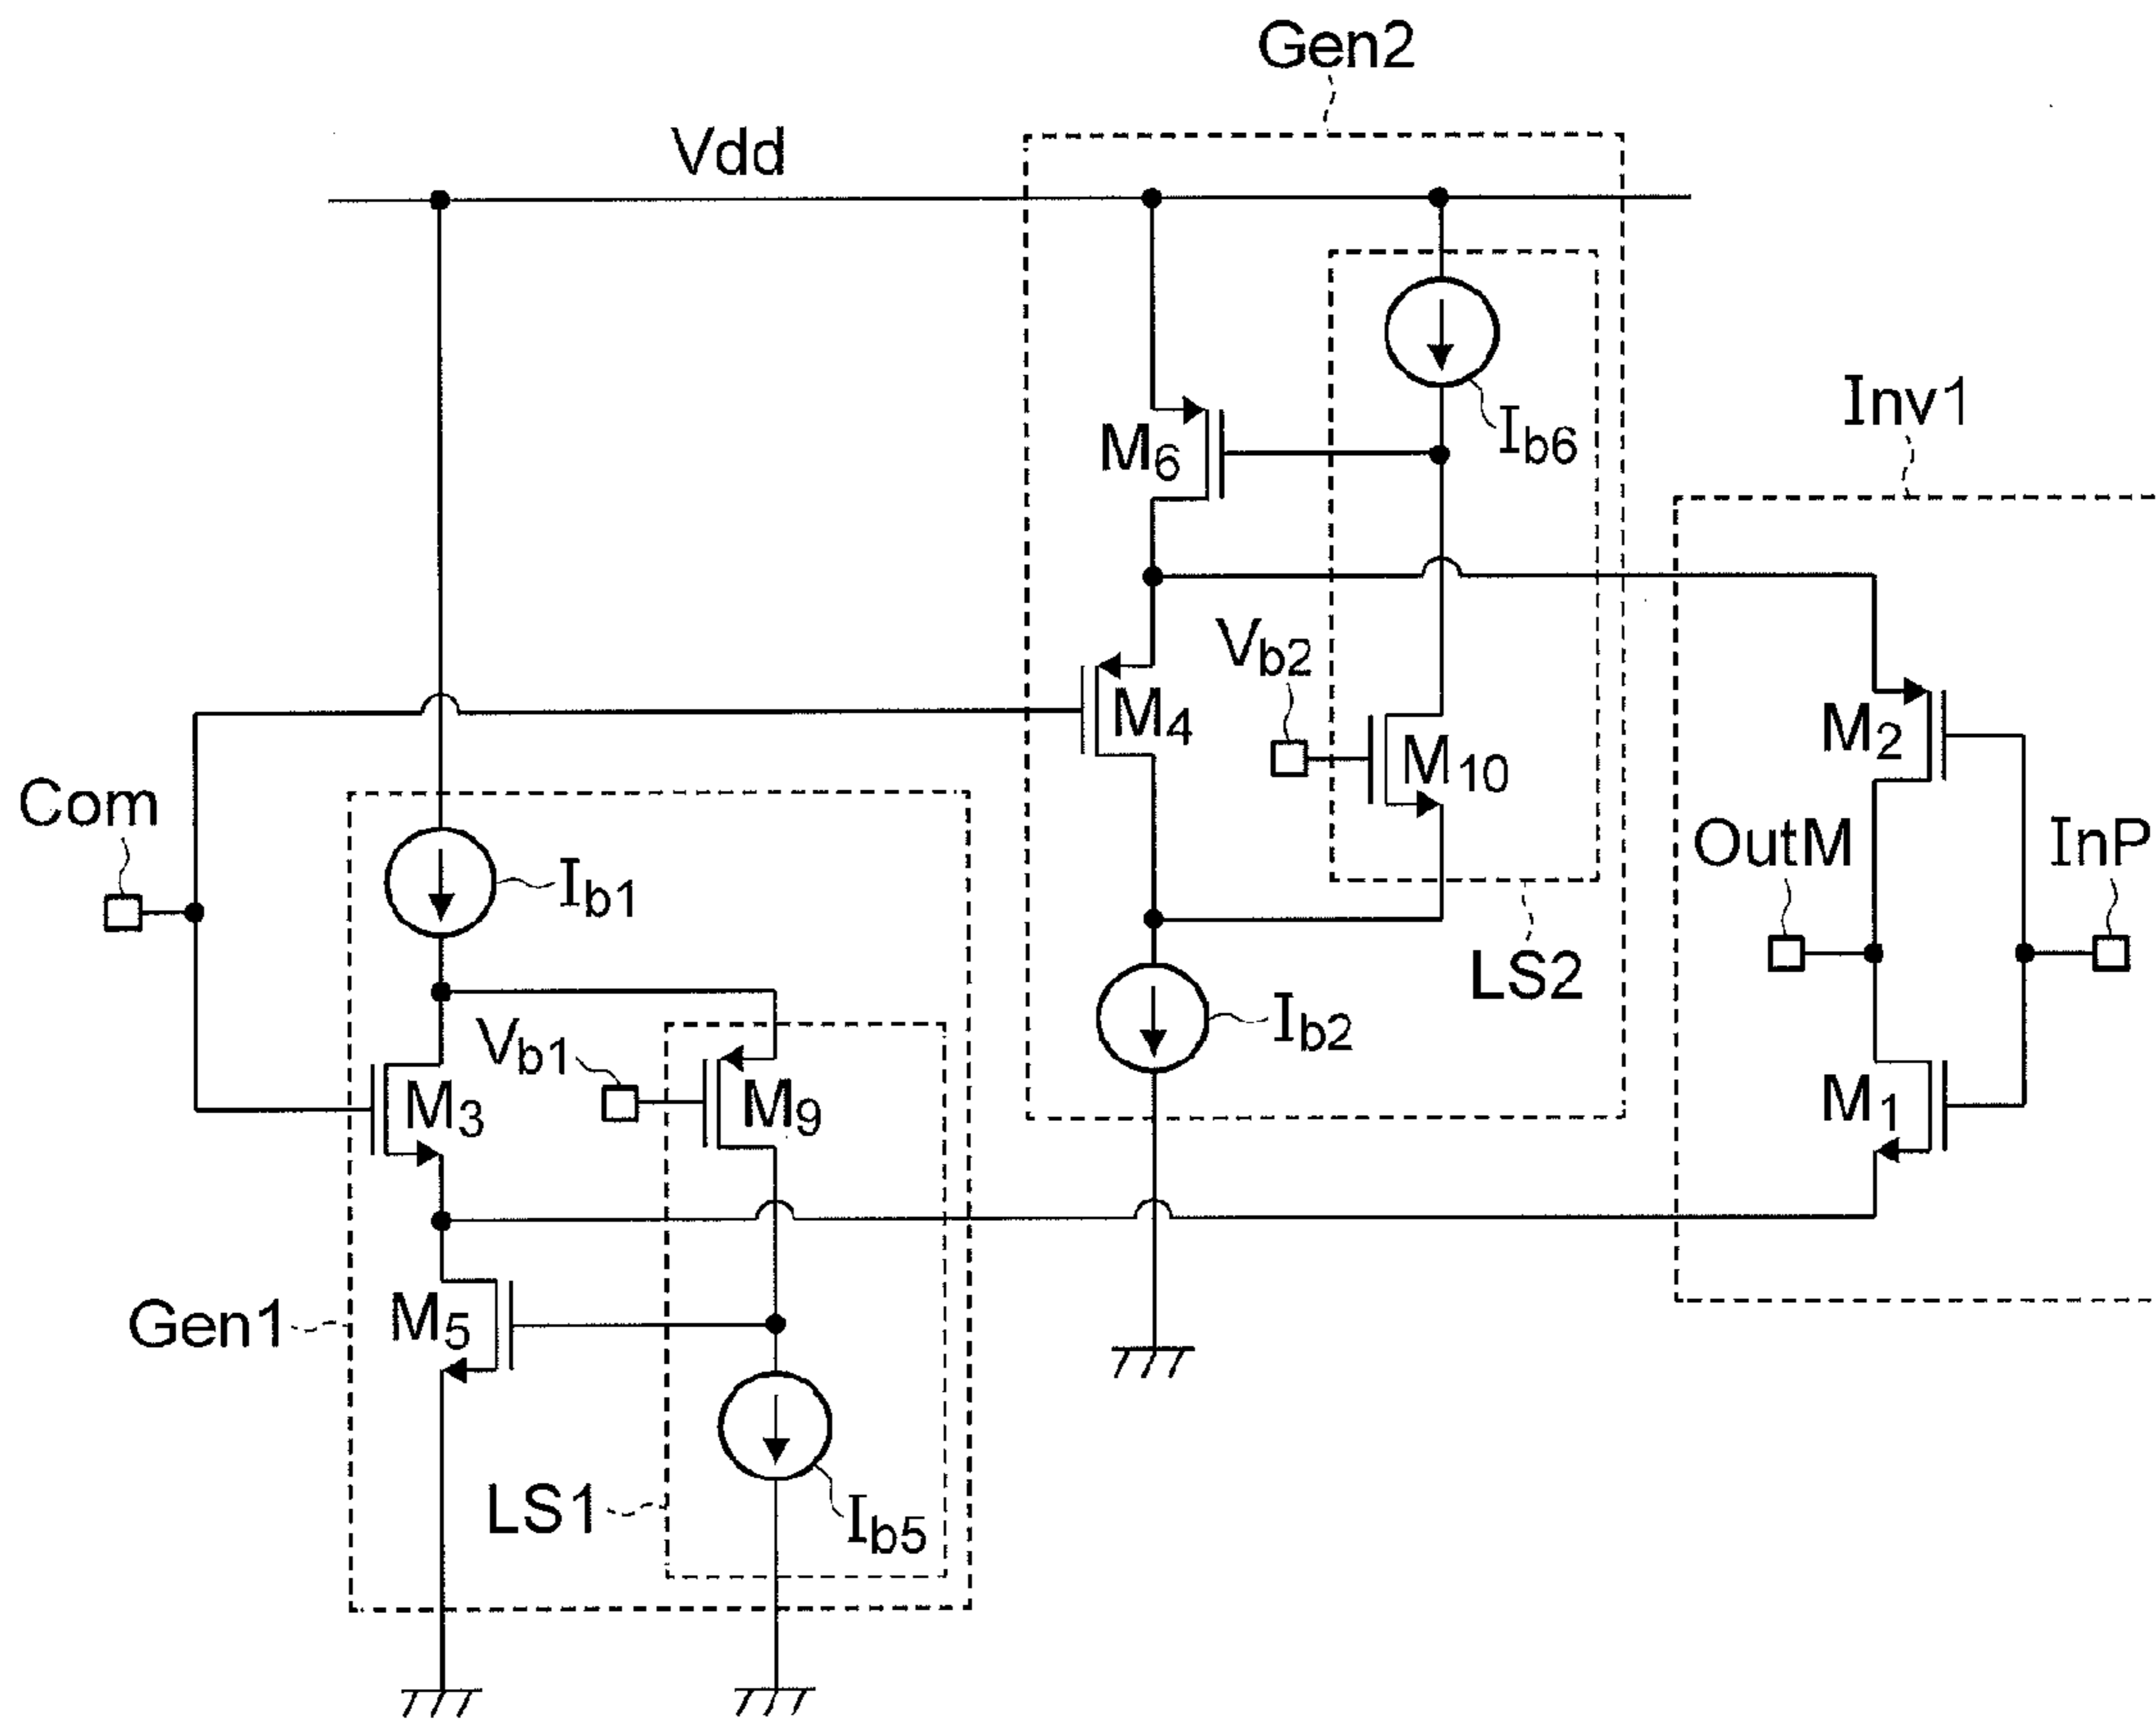 Gen2
Vdd
Ib6
M6
Inv1
Vb2
M4
M10
M2
Com
OutM
InP
Ib1
LS2
Ib2
Vb1
M3
M9
M1
Gen1
M5
LS1
Ib5